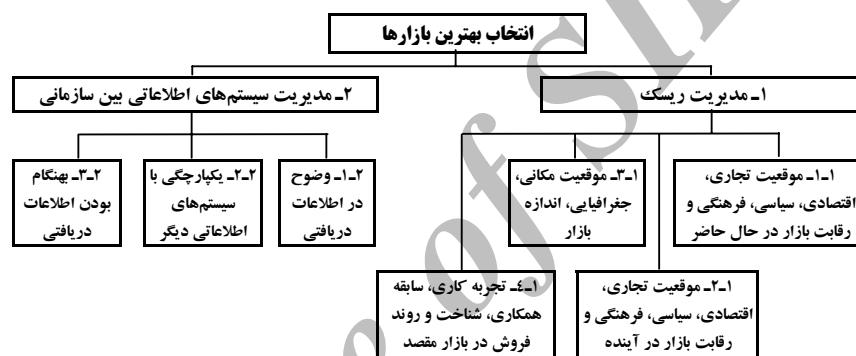 انتخاب بهترین بازارها
۱ـ مدیریت ریسک
۲ـ مدیریت سیستم‌های اطلاعاتی بین سازمانی
۱ـ۱ـ موقعیت تجاری،
اقتصادی، سیاسی، فرهنگی و
رقابت بازار در حال حاضر
۱ـ۳ـ موقعیت مکانی،
جغرافیایی، اندازه
بازار
۲ـ۱ـ وضوح
در اطلاعات
دریافتی
۲ـ۲ـ یکپارچگی با
سیستم‌های
اطلاعاتی دیگر
۲ـ۳ـ بهنگام
بودن اطلاعات
دریافتی
۱ـ۲ـ موقعیت تجاری،
اقتصادی، سیاسی، فرهنگی و
رقابت بازار در آینده
۱ـ٤ـ تجربه کاری، سابقه
همکاری، شناخت و روند
فروش در بازار مقصد
of